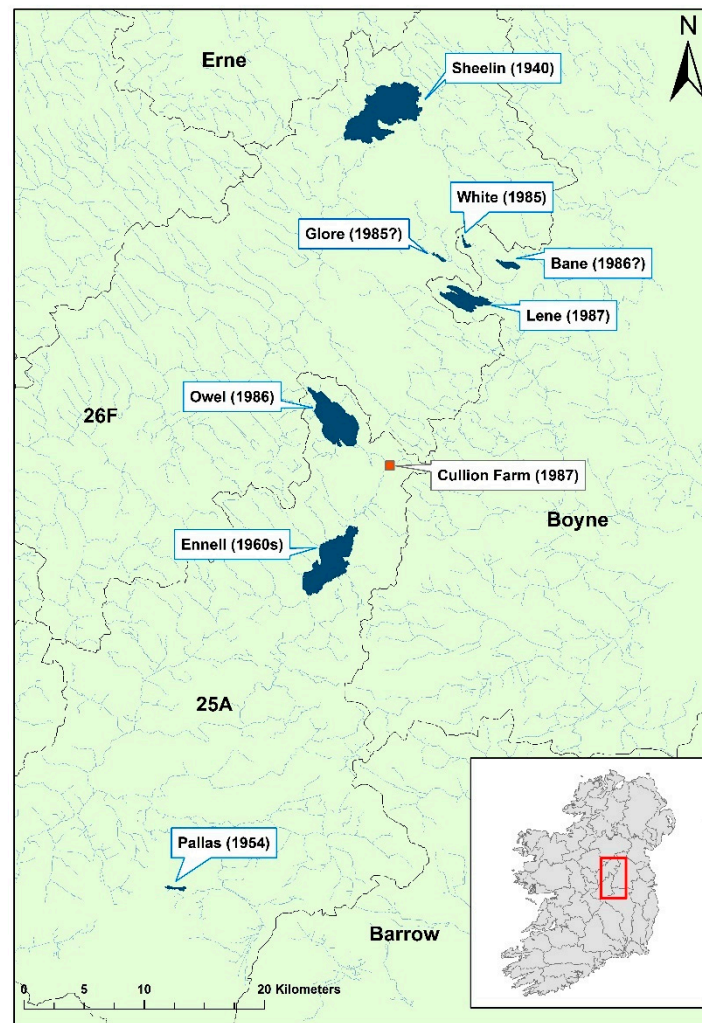 N
Erne
Sheelin (1940)
White (1985)
Glore (1985?)
Bane (1986?)
Lene (1987)
Owel (1986)
26F
Cullion Farm (1987)
Boyne
Ennell (1960s)
25A
Pallas (1954)
Barrow
0 5 10 20 Kilometers